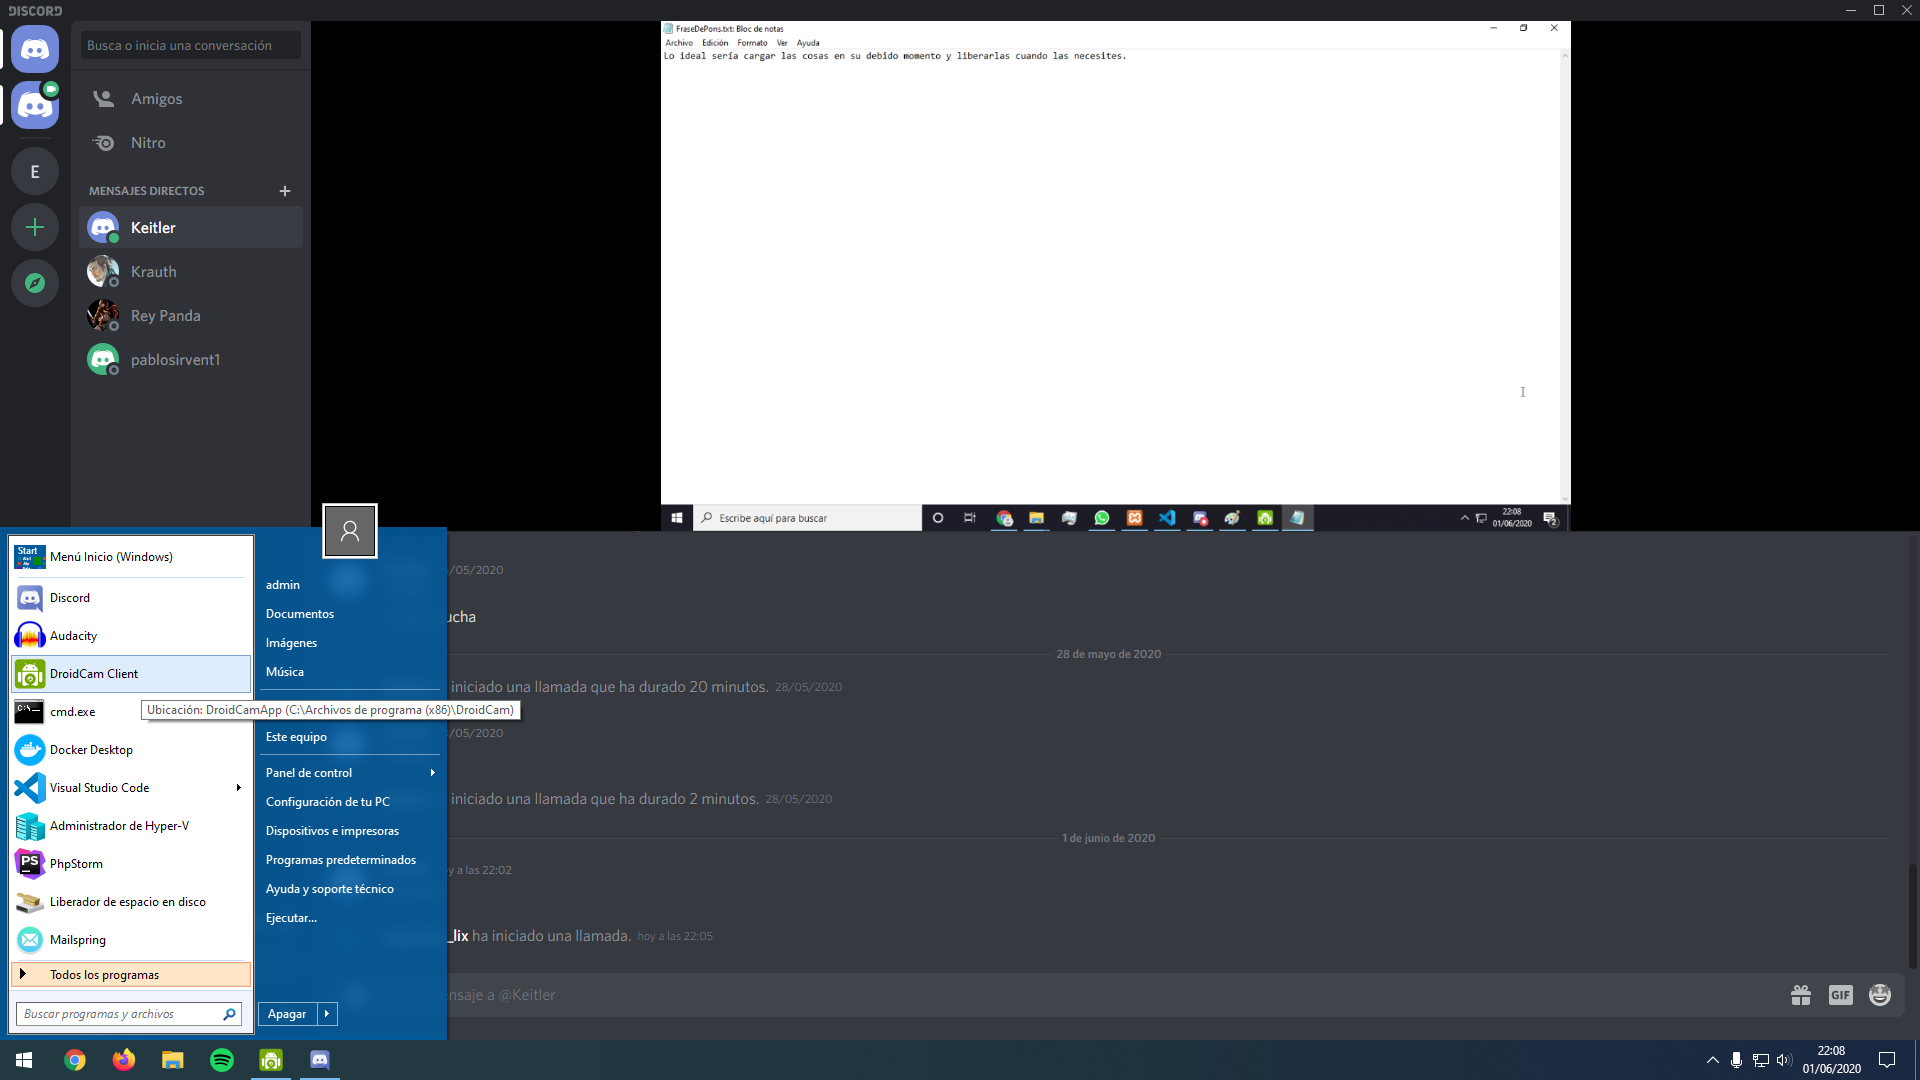 DISCORD
Busca o inicia una conversación
Amigos
Nitro
E
MENSAJES DIRECTOS
Keitler
Krauth
Rey Panda
pablosirvent1
FraseDePons.txt: Bloc de notas
Archivo Edición Formato Ver Ayuda
Lo ideal sería cargar las cosas en su debido momento y liberarlas cuando las necesites.
Escribe aquí para buscar
22:08
01/06/2020
2
/05/2020
ucha
28 de mayo de 2020
iniciado una llamada que ha durado 20 minutos. 28/05/2020
/05/2020
iniciado una llamada que ha durado 2 minutos. 28/05/2020
1 de junio de 2020
y a las 22:02
_lix ha iniciado una llamada. hoy a las 22:05
nsaje a @Keitler
GIF
Start
Menú Inicio (Windows)
Discord
Audacity
DroidCam Client
cmd.exe
Ubicación: DroidCamApp (C:\Archivos de programa (x86)\DroidCam)
Docker Desktop
Visual Studio Code
Administrador de Hyper-V
PS
PhpStorm
Liberador de espacio en disco
Mailspring
Todos los programas
Buscar programas y archivos
admin
Documentos
Imágenes
Música
Este equipo
Panel de control
Configuración de tu PC
Dispositivos e impresoras
Programas predeterminados
Ayuda y soporte técnico
Ejecutar...
Apagar
22:08
01/06/2020